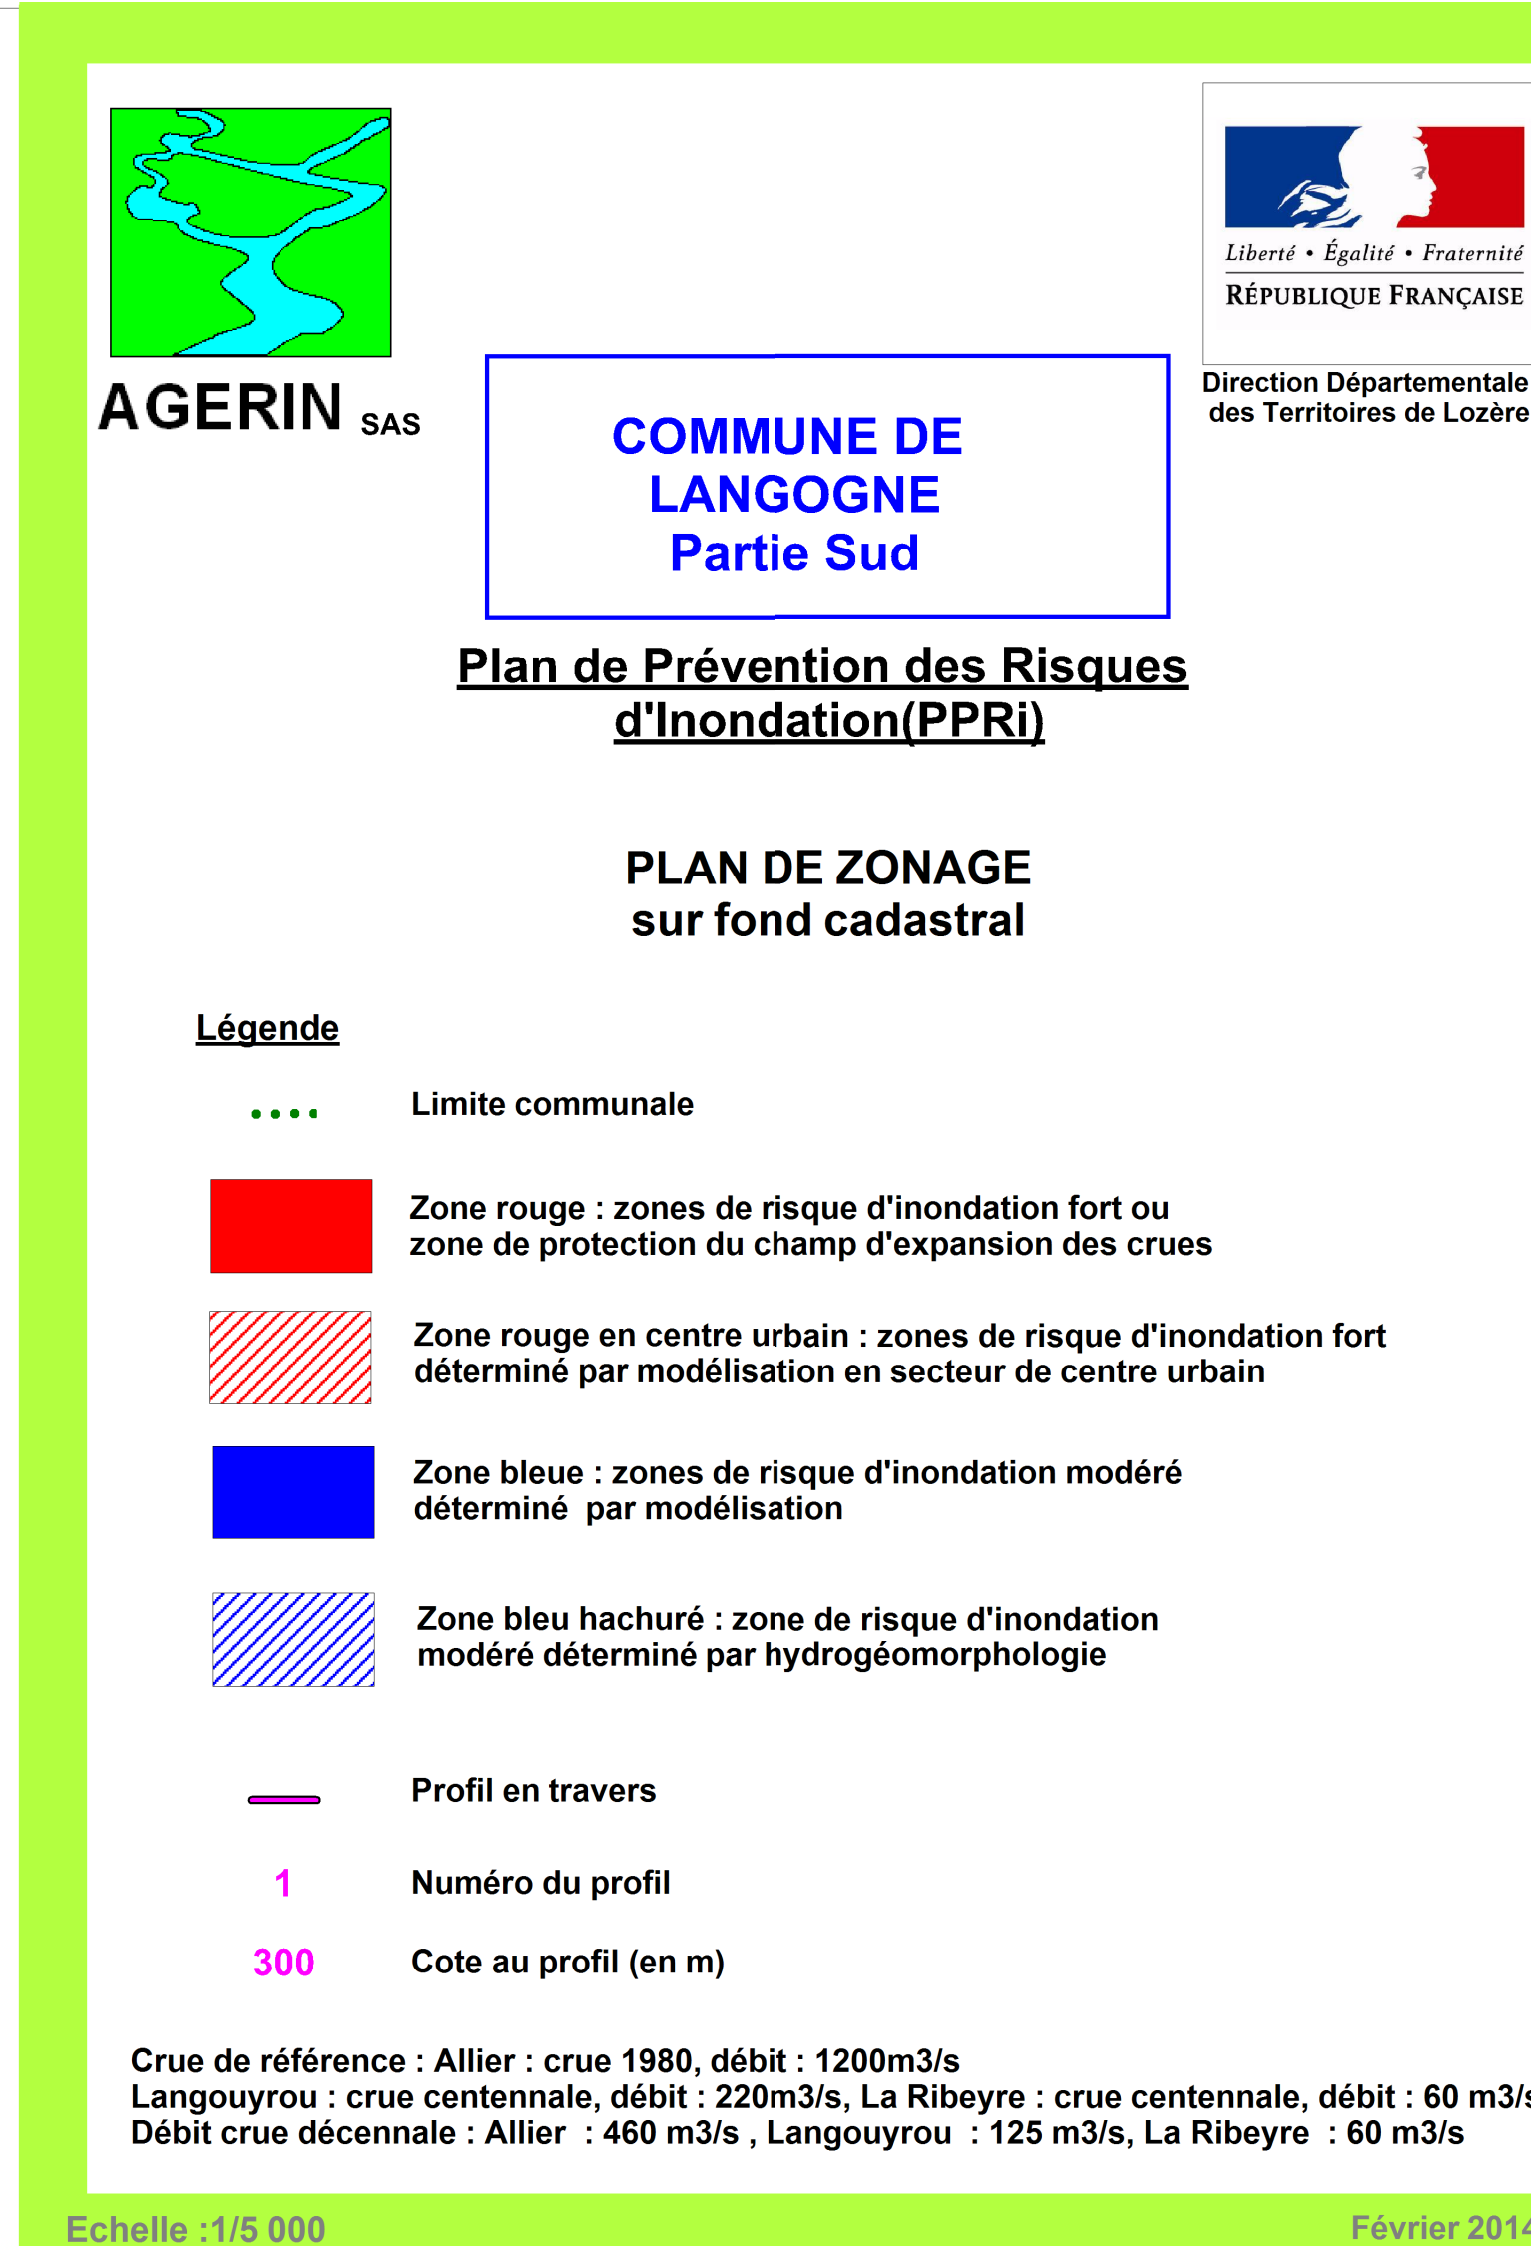 Liberté • Égalité • Fraternité
RÉPUBLIQUE FRANÇAISE
Direction Départementale
des Territoires de Lozère
AGERIN SAS
COMMUNE DE
LANGOGNE
Partie Sud
Plan de Prévention des Risques
d'Inondation(PPRi)
PLAN DE ZONAGE
sur fond cadastral
Légende
Limite communale
Zone rouge : zones de risque d'inondation fort ou
zone de protection du champ d'expansion des crues
Zone rouge en centre urbain : zones de risque d'inondation fort
déterminé par modélisation en secteur de centre urbain
Zone bleue : zones de risque d'inondation modéré
déterminé  par modélisation
Zone bleu hachuré : zone de risque d'inondation
modéré déterminé par hydrogéomorphologie
Profil en travers
1 Numéro du profil
300 Cote au profil (en m)
Crue de référence : Allier : crue 1980, débit : 1200m3/s
Langouyrou : crue centennale, débit : 220m3/s, La Ribeyre : crue centennale, débit : 60 m3/s
Débit crue décennale : Allier  : 460 m3/s , Langouyrou  : 125 m3/s, La Ribeyre  : 60 m3/s
Echelle :1/5 000
Février 2014